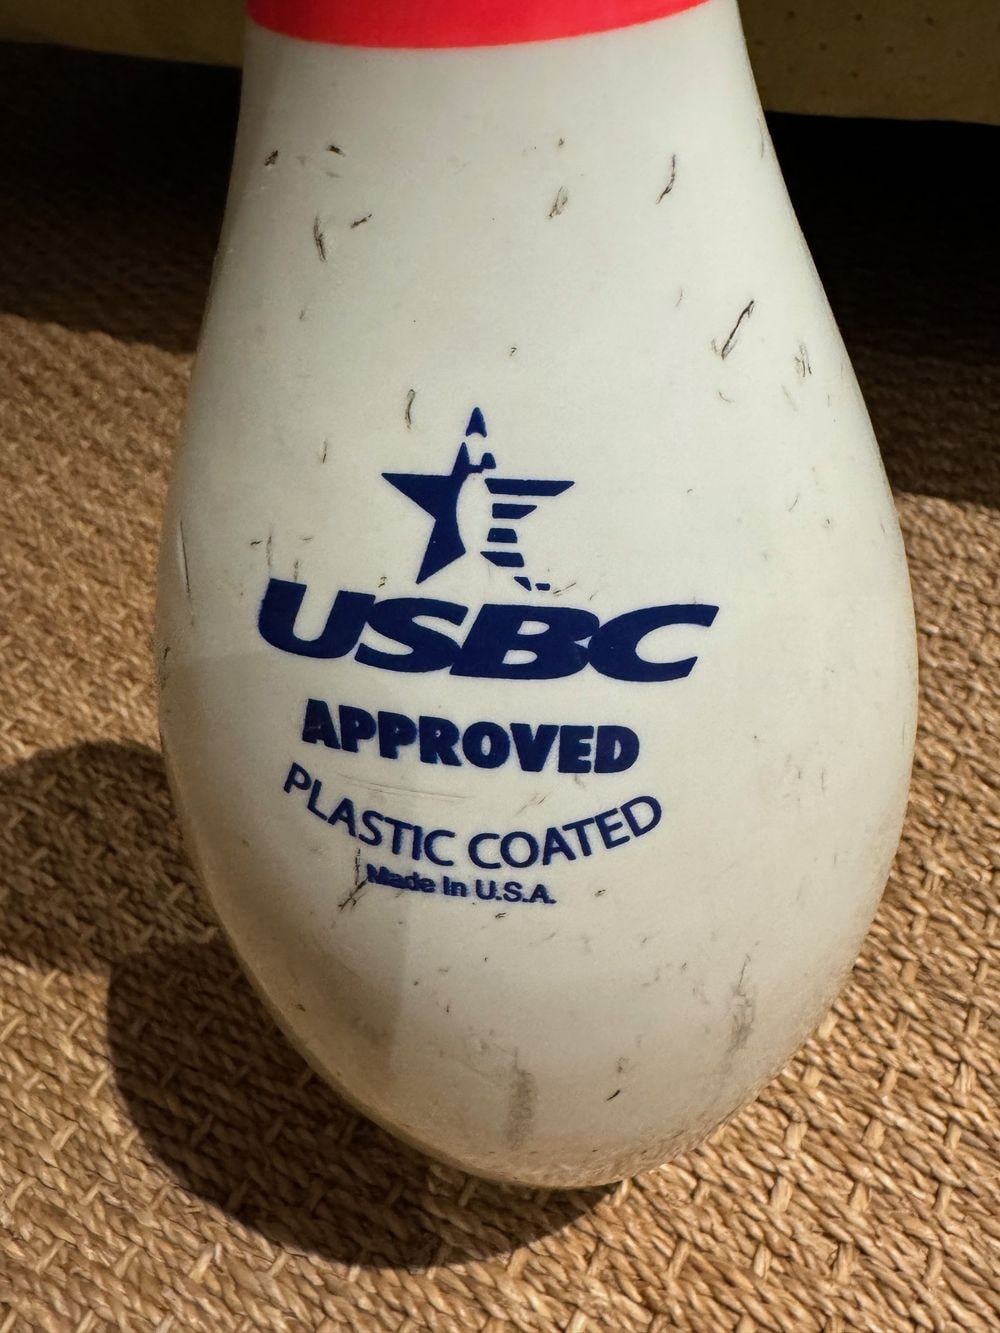 USBC
APPROVED
PLASTIC COATED
Made In U.S.A.